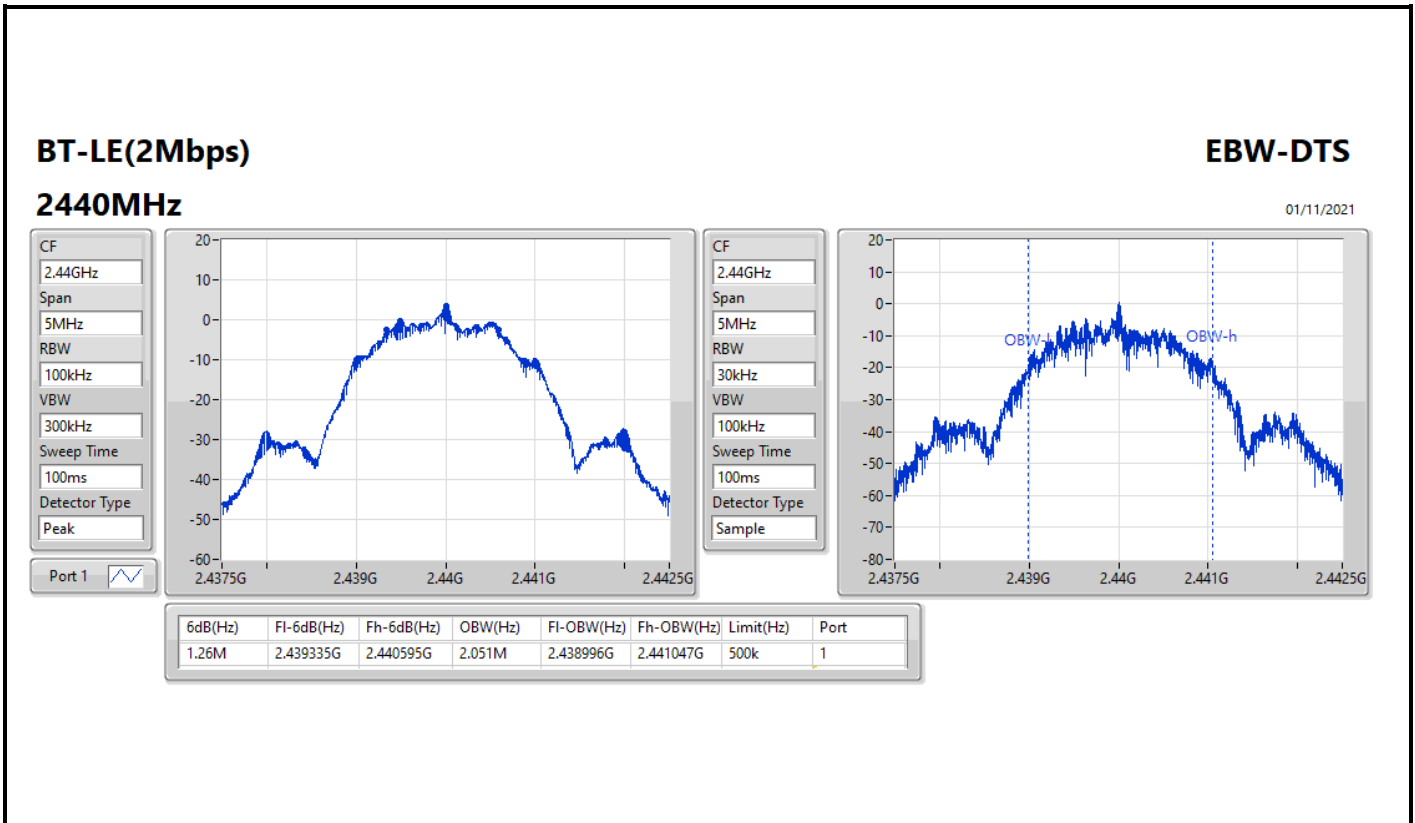 BT-LE(2Mbps)
EBW-DTS
2440MHz
01/11/2021
CF
2.44GHz
Span
5MHz
RBW
100kHz
VBW
300kHz
Sweep Time
100ms
Detector Type
Peak
Port 1
20
10
0
-10
-20
-30
-40
-50
-60
2.4375G 2.439G 2.44G 2.441G 2.4425G
CF
2.44GHz
Span
5MHz
RBW
30kHz
VBW
100kHz
Sweep Time
100ms
Detector Type
Sample
20
10
0
-10
-20
-30
-40
-50
-60
-70
-80
OBW-l OBW-h
2.4375G 2.439G 2.44G 2.441G 2.4425G
6dB(Hz) Fl-6dB(Hz) Fh-6dB(Hz) OBW(Hz) Fl-OBW(Hz) Fh-OBW(Hz) Limit(Hz) Port
1.26M 2.439335G 2.440595G 2.051M 2.438996G 2.441047G 500k 1